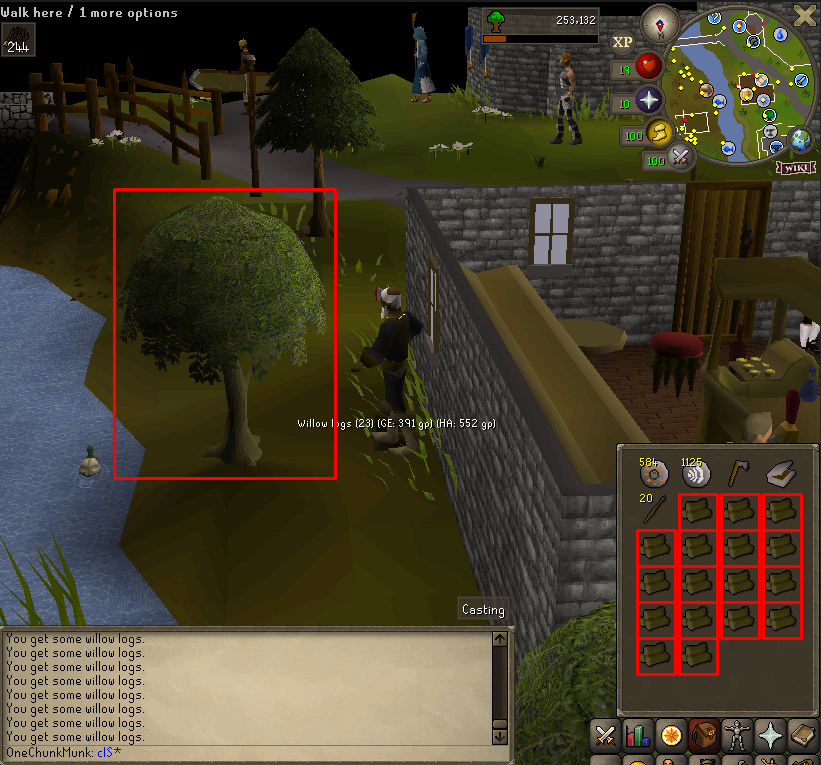 Walk here / 1 more options
244
253,132
XP
19
10
100
100
WIKI
Willow logs (23) (GE: 391 gp) (HA: 552 gp)
584
1125
20
Casting
You get some willow logs.
You get some willow logs.
You get some willow logs.
You get some willow logs.
You get some willow logs.
You get some willow logs.
You get some willow logs.
You get some willow logs.
OneChunkMunk: clS*